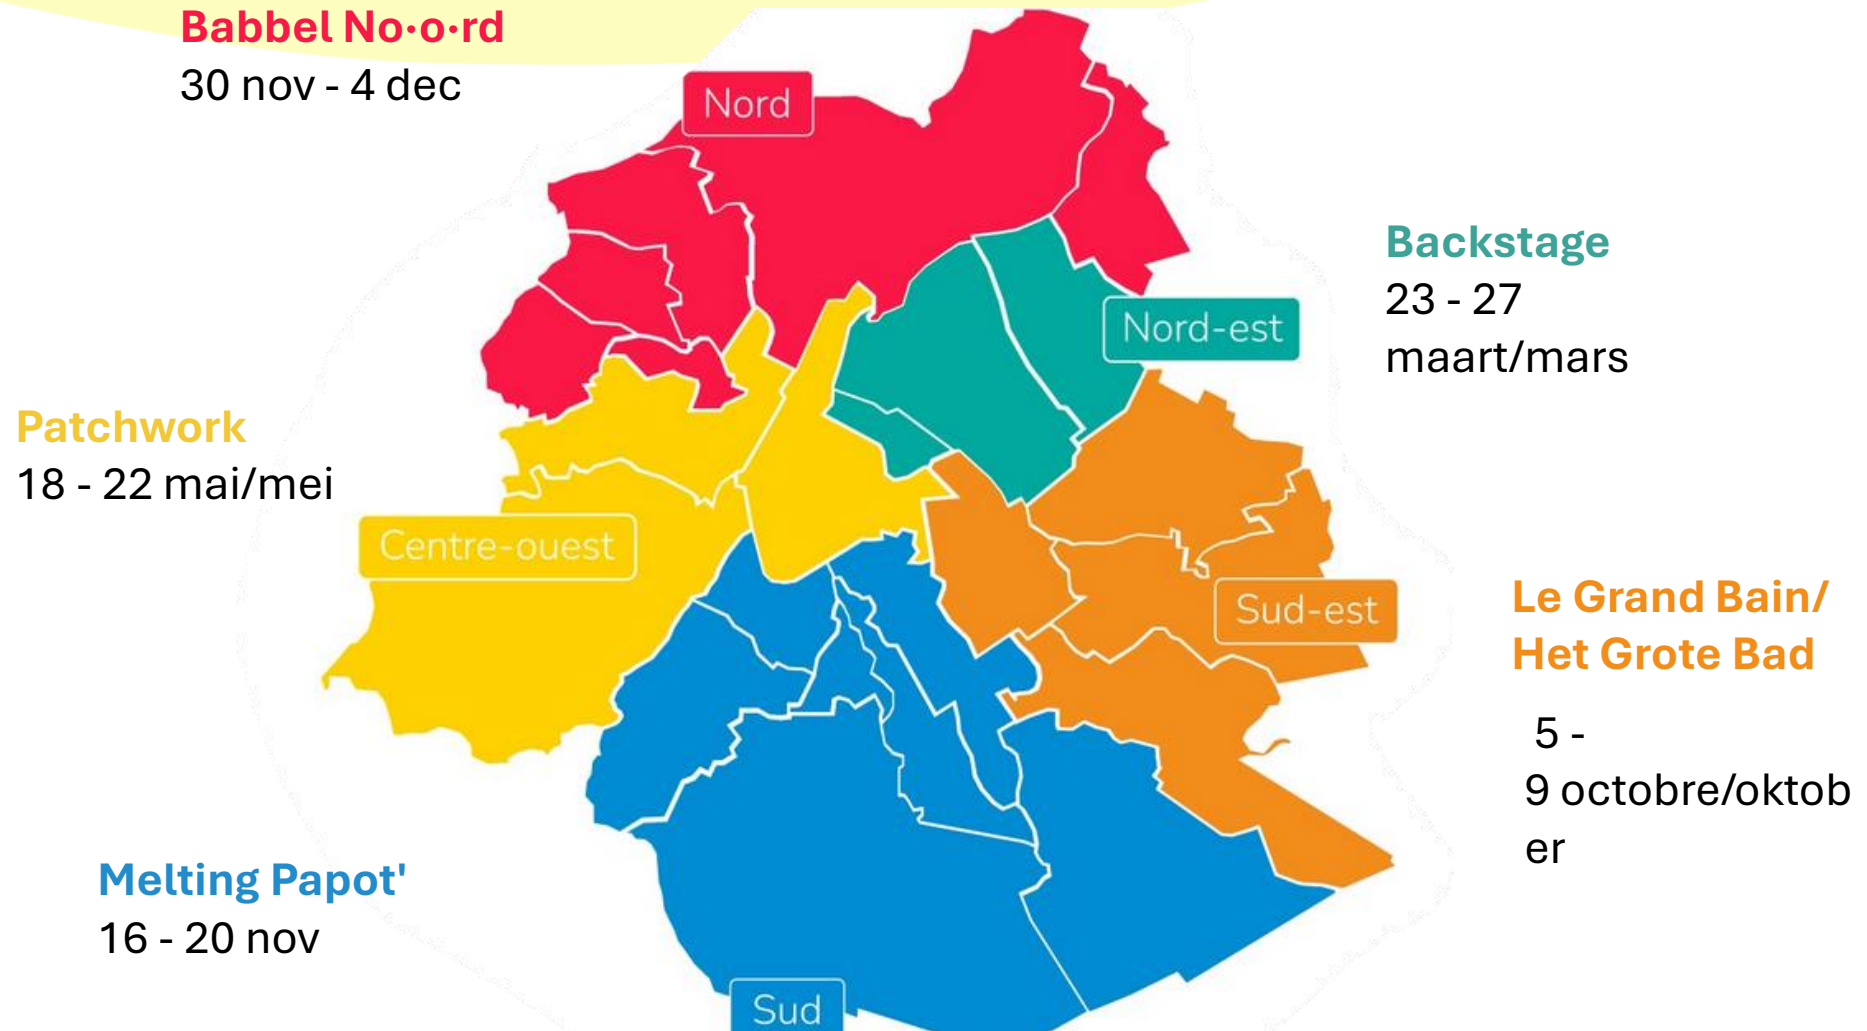 Babbel No·o·rd
30 nov - 4 dec
Nord
Backstage
23 - 27
maart/mars
Nord-est
Patchwork
18 - 22 mai/mei
Centre-ouest
Le Grand Bain/
Het Grote Bad
5 -
9 octobre/oktob
er
Sud-est
Melting Papot'
16 - 20 nov
Sud